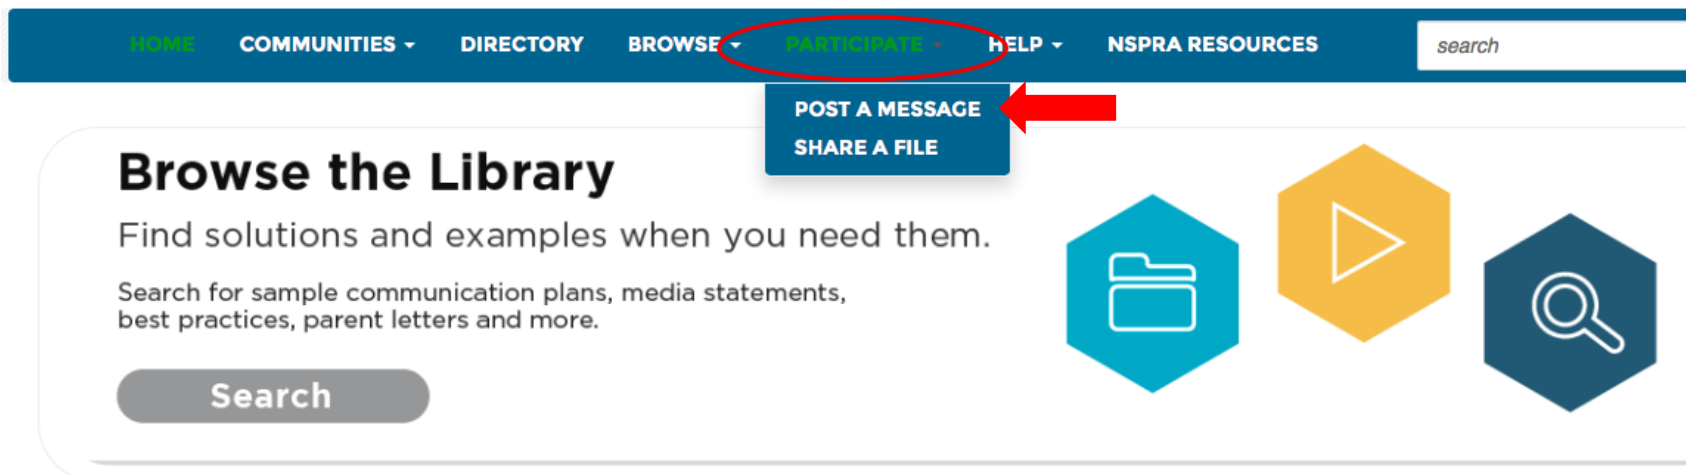 HOME COMMUNITIES DIRECTORY BROWSE PARTICIPATE HELP NSPRA RESOURCES search
POST A MESSAGE
SHARE A FILE
Browse the Library
Find solutions and examples when you need them.
Search for sample communication plans, media statements,
best practices, parent letters and more.
Search